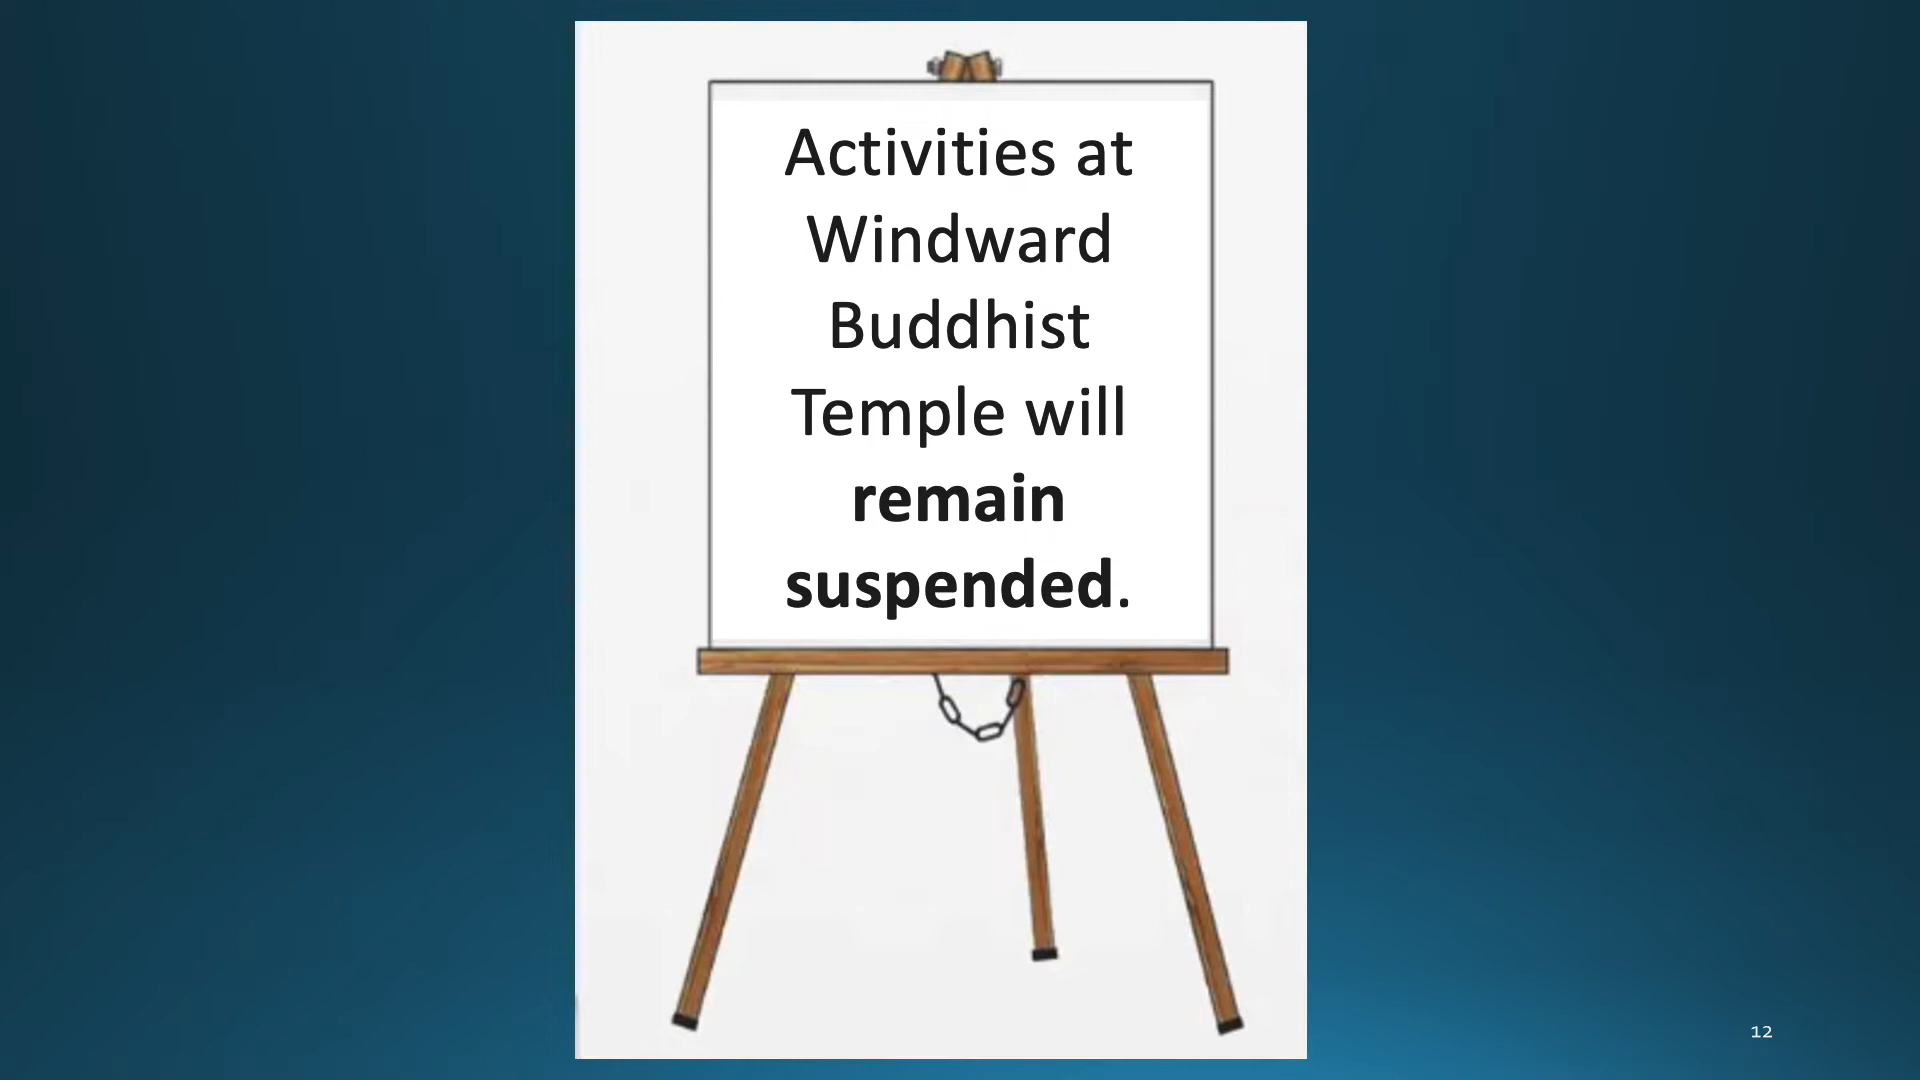 Activities at
Windward
Buddhist
Temple will
remain
suspended.
12